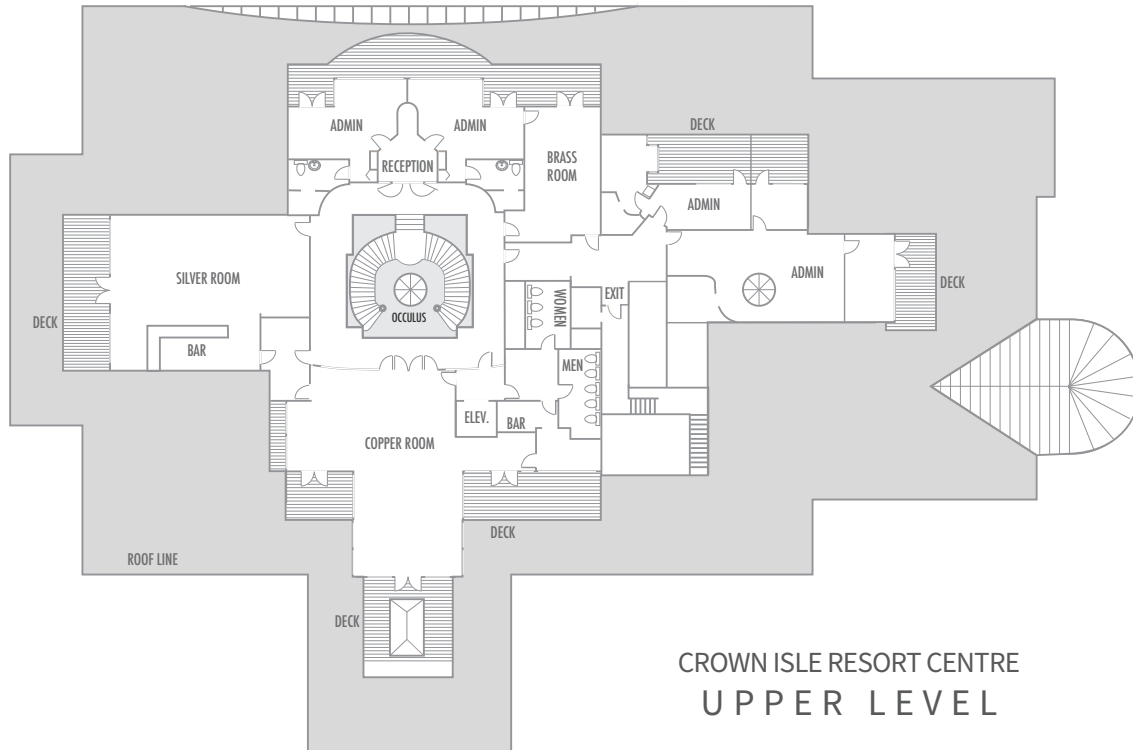 DECK
ADMIN
ADMIN
RECEPTION
BRASS
ROOM
ADMIN
SILVER ROOM
ADMIN
DECK
EXIT
WOMEN
OCCULUS
DECK
BAR
MEN
ELEV.
BAR
COPPER ROOM
DECK
ROOF LINE
DECK
CROWN ISLE RESORT CENTRE
UPPER LEVEL